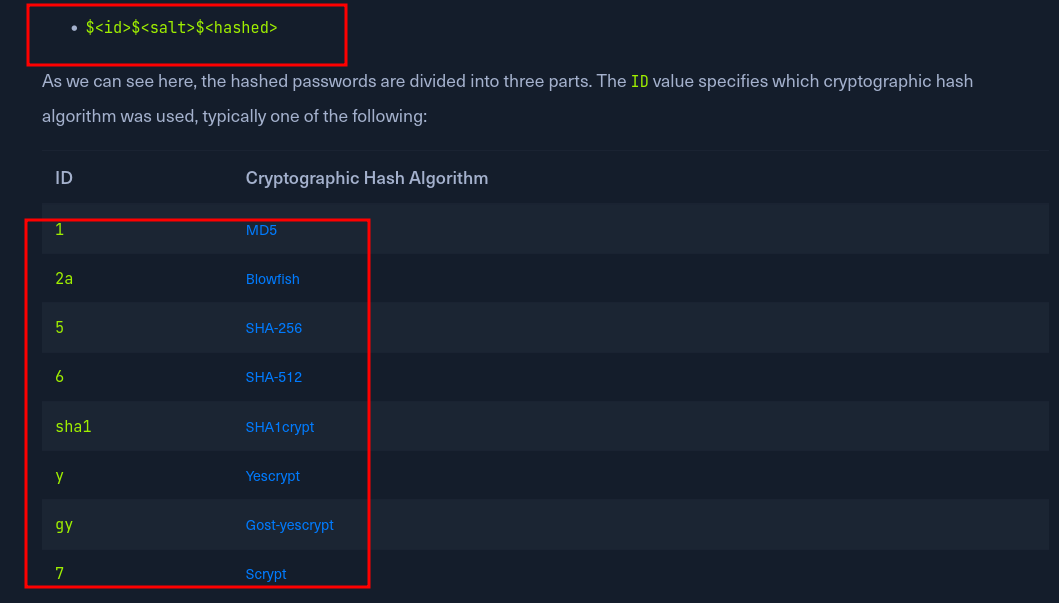 • $<id>$<salt>$<hashed>
As we can see here, the hashed passwords are divided into three parts. The ID value specifies which cryptographic hash
algorithm was used, typically one of the following:
ID Cryptographic Hash Algorithm
1 MD5
2a Blowfish
5 SHA-256
6 SHA-512
sha1 SHA1crypt
y Yescrypt
gy Gost-yescrypt
7 Scrypt